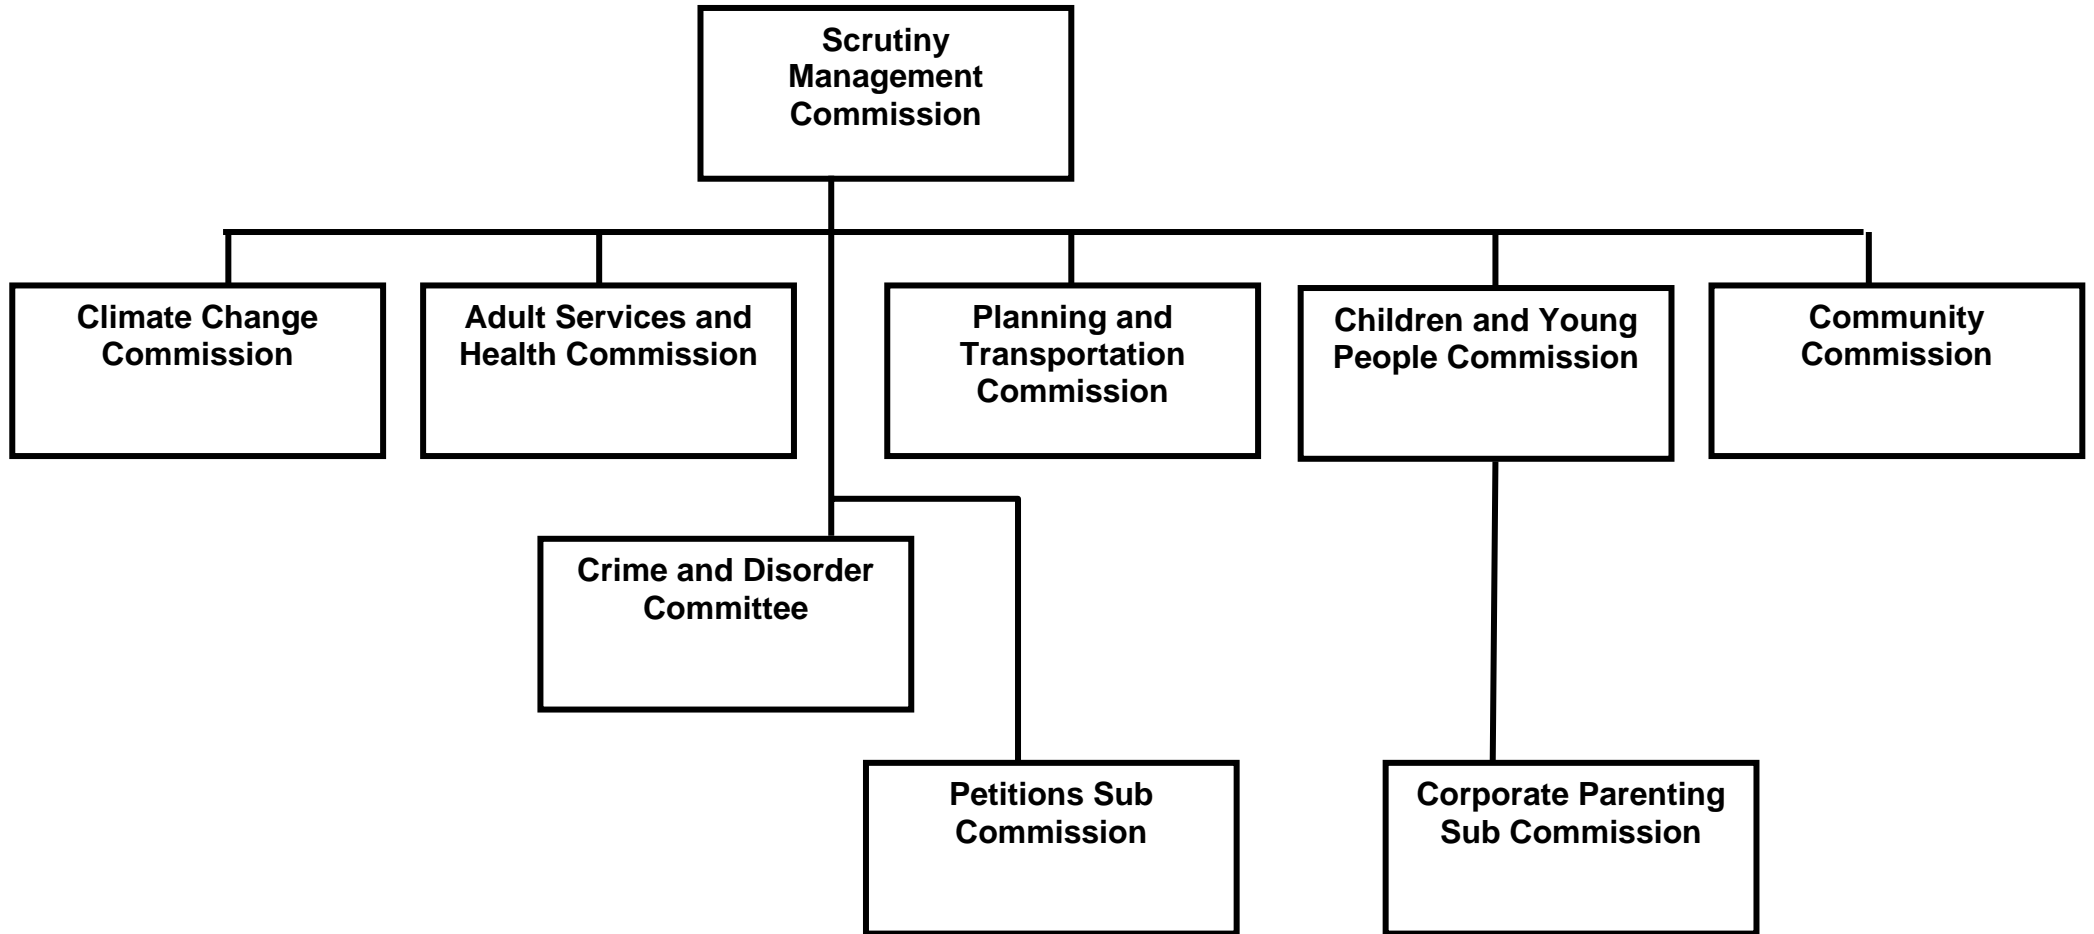 Scrutiny
Management
Commission
Climate Change
Commission
Adult Services and
Health Commission
Planning and
Transportation
Commission
Children and Young
People Commission
Community
Commission
Crime and Disorder
Committee
Petitions Sub
Commission
Corporate Parenting
Sub Commission